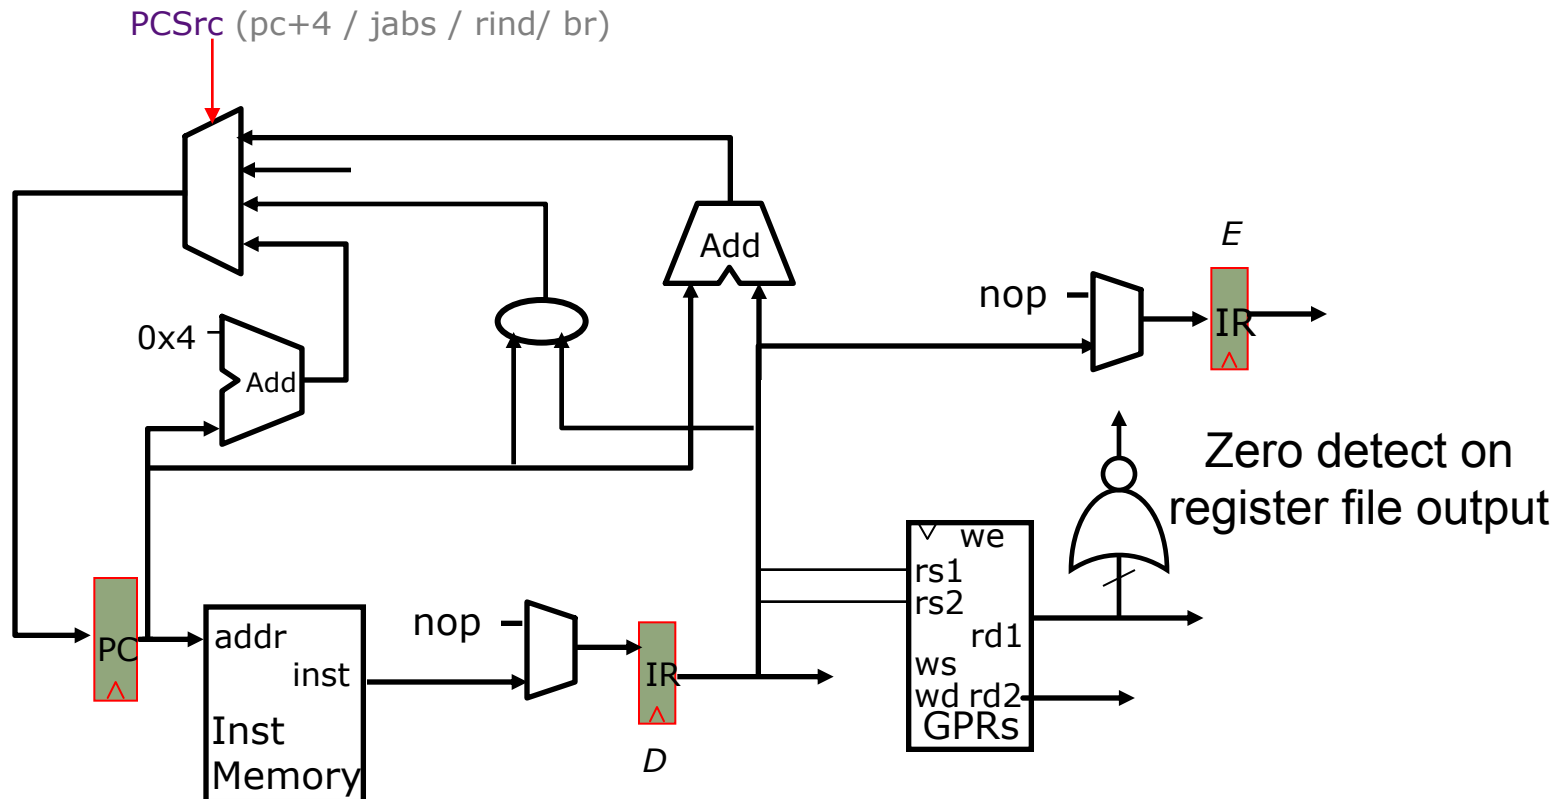 PCSrc (pc+4 / jabs / rind/ br)
Add
E
nop
IR
0x4
Add
Zero detect on
register file output
we
rs1
rs2
rd1
ws
wd rd2
GPRs
PC
addr
inst
Inst
Memory
nop
IR
D